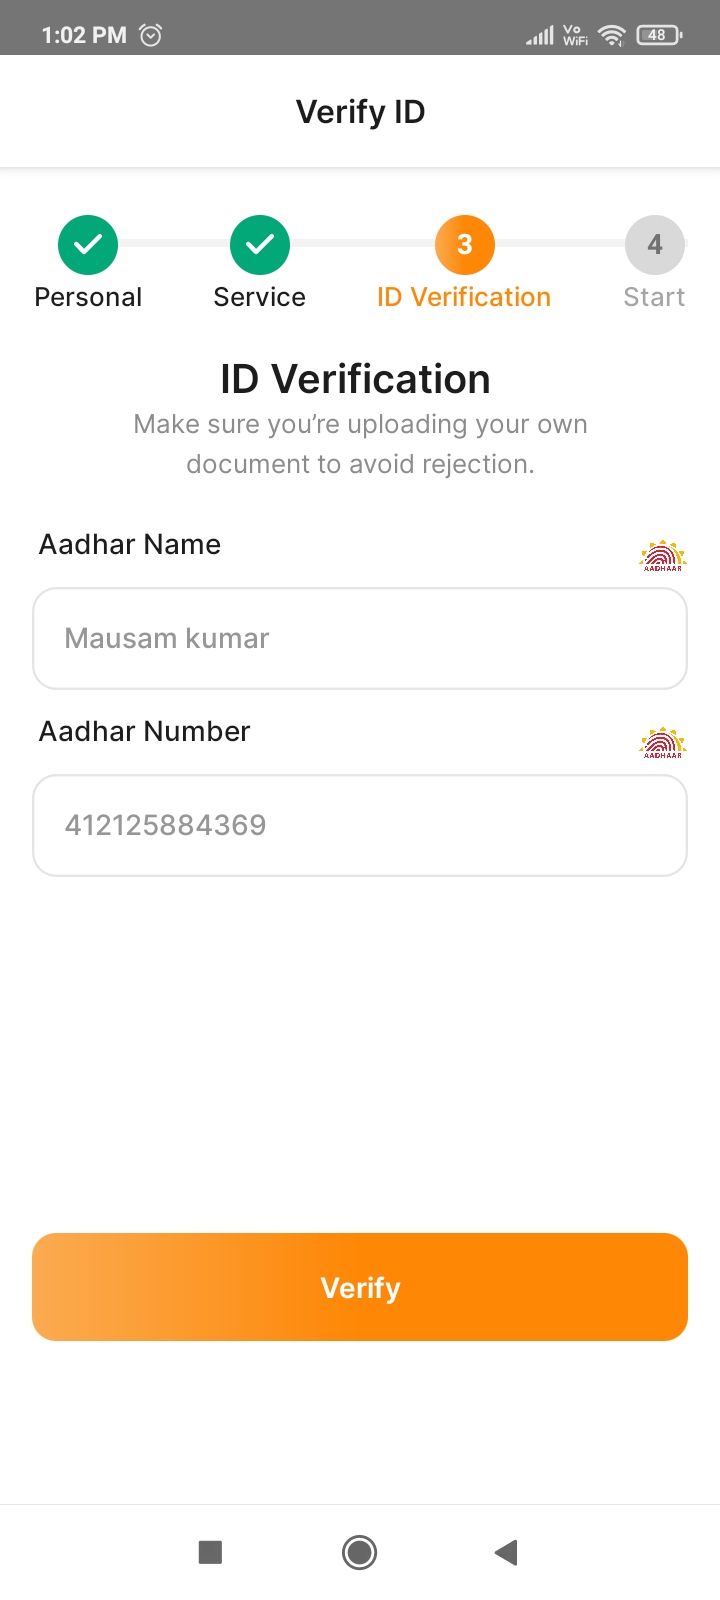 1:02 PM
Vo
WiFi
48
Verify ID
3
4
Personal
Service
ID Verification
Start
ID Verification
Make sure you’re uploading your own
document to avoid rejection.
Aadhar Name
AADHAAR
Mausam kumar
Aadhar Number
AADHAAR
412125884369
Verify